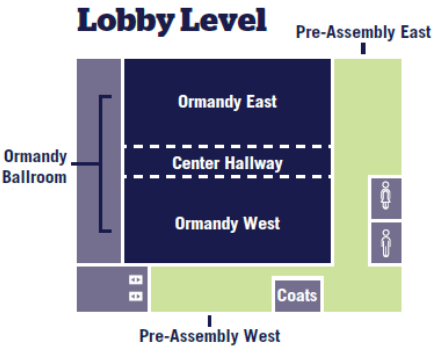 Lobby Level
Pre-Assembly East
Ormandy East
Ormandy
Ballroom
Center Hallway
Ormandy West
Coats
Pre-Assembly West